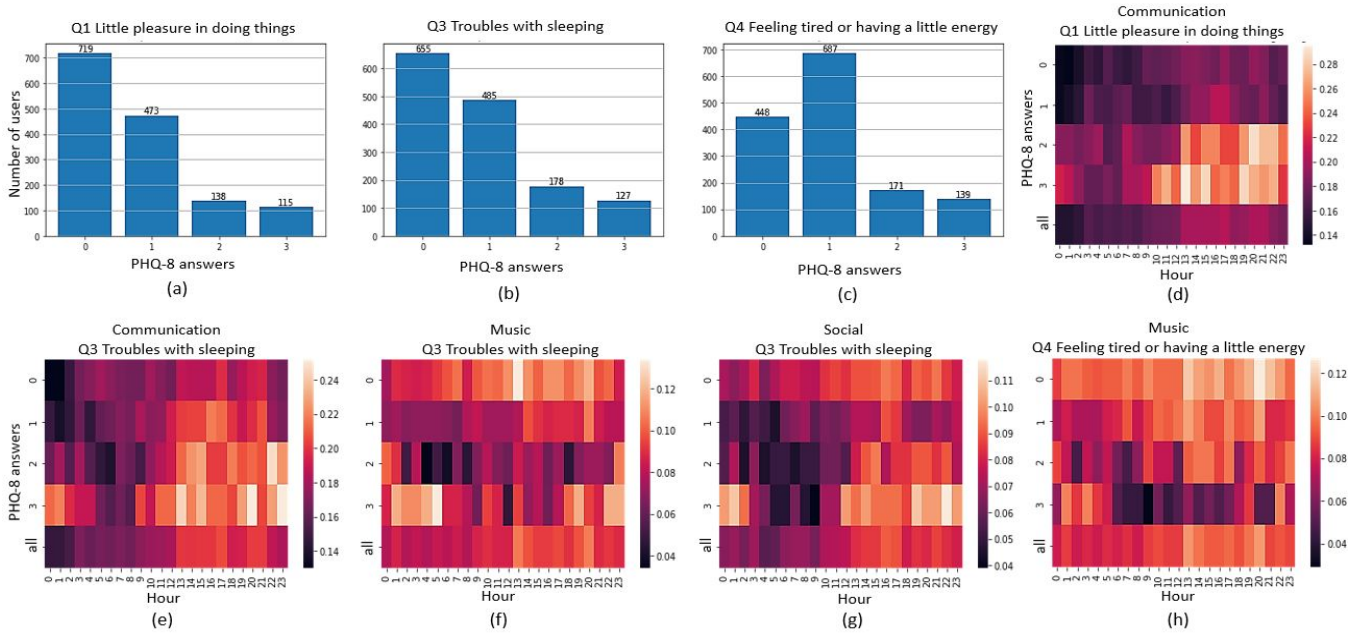 Q1 Little pleasure in doing things
719
473
138
115
700
600
500
400
300
200
100
0
Number of users
0 1 2 3
PHQ-8 answers
(a)
Q3 Troubles with sleeping
655
485
178
127
600
500
400
300
200
100
0
0 1 2 3
PHQ-8 answers
(b)
Q4 Feeling tired or having a little energy
687
448
171
139
700
600
500
400
300
200
100
0
0 1 2 3
PHQ-8 answers
(c)
Communication
Q1 Little pleasure in doing things
PHQ-8 answers
0
1
2
3
all
0.28
0.26
0.24
0.22
0.20
0.18
0.16
0.14
0 1 2 3 4 5 6 7 8 9 10 11 12 13 14 15 16 17 18 19 20 21 22 23
Hour
(d)
Communication
Q3 Troubles with sleeping
PHQ-8 answers
0
1
2
3
all
0.24
0.22
0.20
0.18
0.16
0.14
0 1 2 3 4 5 6 7 8 9 10 11 12 13 14 15 16 17 18 19 20 21 22 23
Hour
(e)
Music
Q3 Troubles with sleeping
0
1
2
3
all
0.12
0.10
0.08
0.06
0.04
0 1 2 3 4 5 6 7 8 9 10 11 12 13 14 15 16 17 18 19 20 21 22 23
Hour
(f)
Social
Q3 Troubles with sleeping
0
1
2
3
all
0.11
0.10
0.09
0.08
0.07
0.06
0.05
0.04
0 1 2 3 4 5 6 7 8 9 10 11 12 13 14 15 16 17 18 19 20 21 22 23
Hour
(g)
Music
Q4 Feeling tired or having a little energy
0
1
2
3
all
0.12
0.10
0.08
0.06
0.04
0 1 2 3 4 5 6 7 8 9 10 11 12 13 14 15 16 17 18 19 20 21 22 23
Hour
(h)